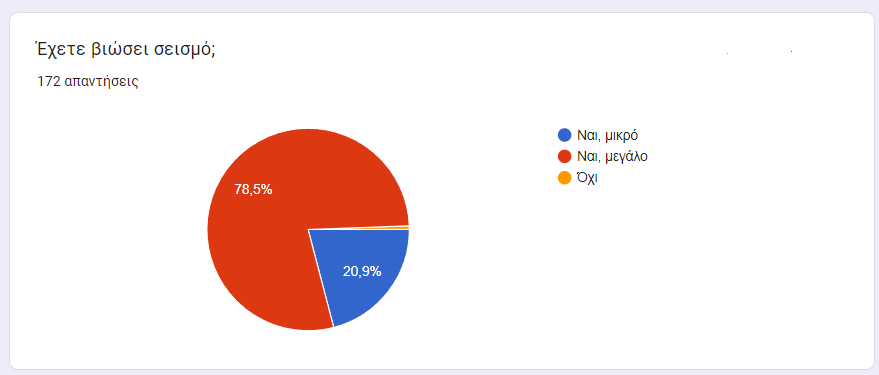 Έχετε βιώσει σεισμό;
172 απαντήσεις
Ναι, μικρό
Ναι, μεγάλο
Όχι
78,5%
20,9%